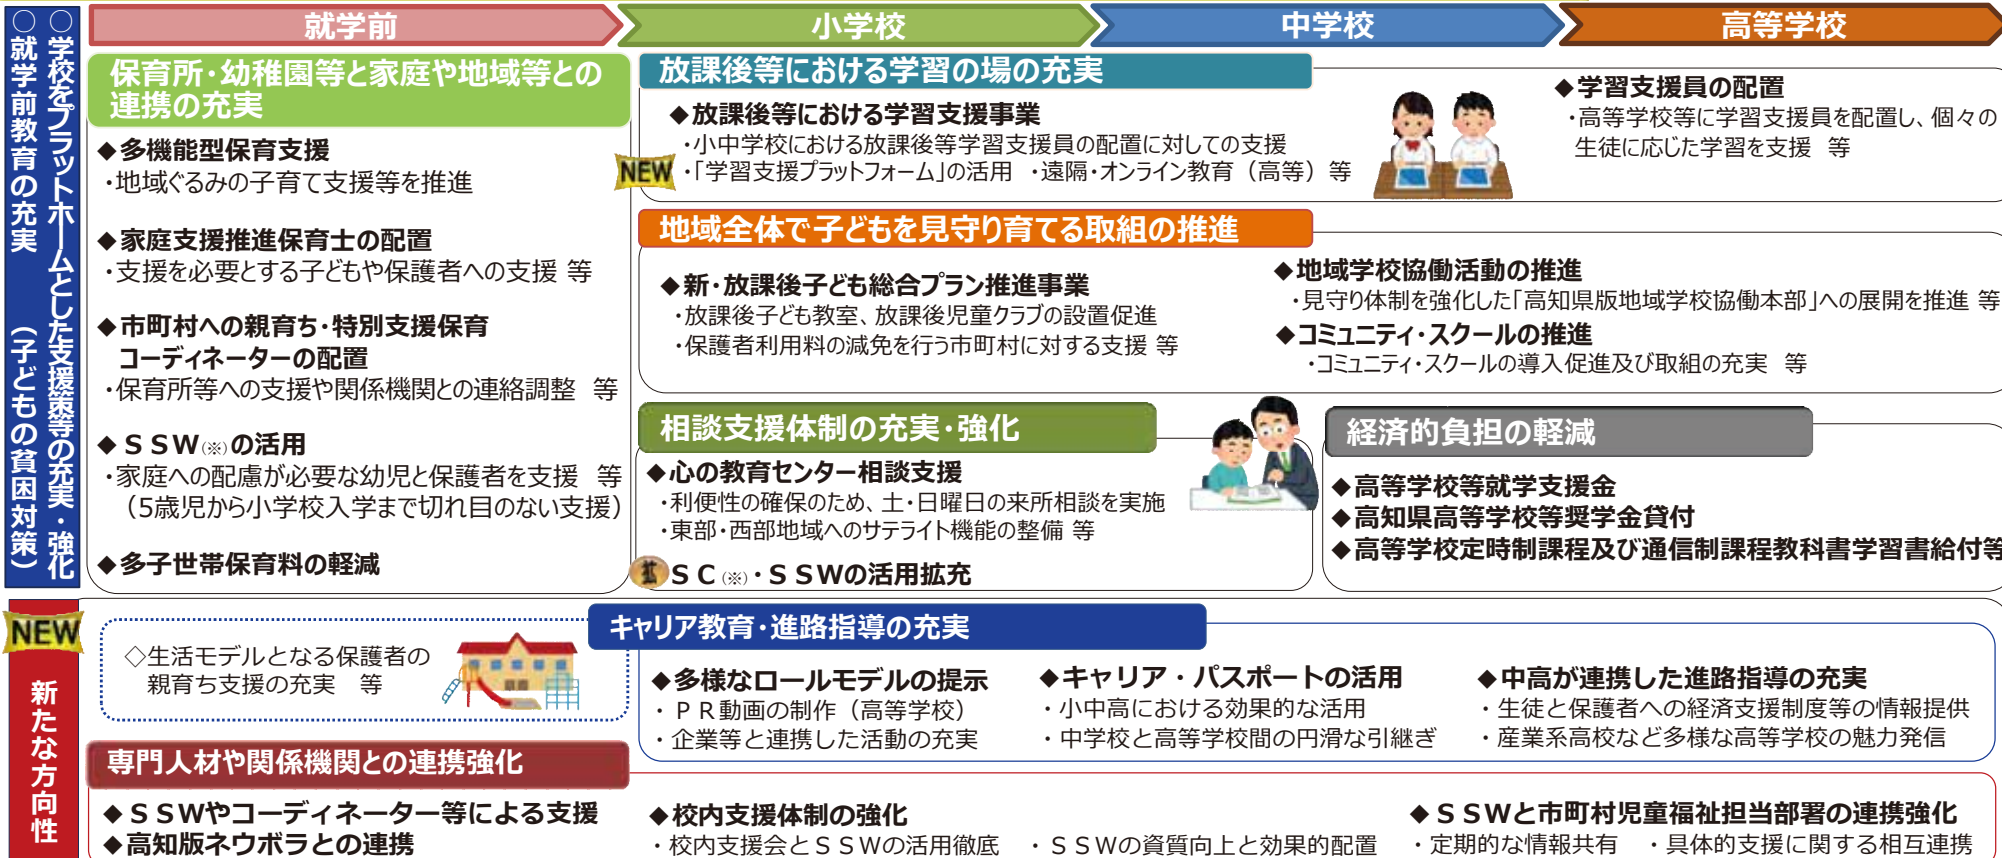 ○学校をプラットホームとした支援策等の充実・強化
○就学前教育の充実 （子どもの貧困対策）
就学前
小学校
中学校
高等学校
保育所・幼稚園等と家庭や地域等との
連携の充実
◆多機能型保育支援
・地域ぐるみの子育て支援等を推進
◆家庭支援推進保育士の配置
・支援を必要とする子どもや保護者への支援 等
◆市町村への親育ち・特別支援保育
コーディネーターの配置
・保育所等への支援や関係機関との連絡調整 等
◆ＳＳＷ(※)の活用
・家庭への配慮が必要な幼児と保護者を支援 等
（5歳児から小学校入学まで切れ目のない支援）
◆多子世帯保育料の軽減
放課後等における学習の場の充実
◆放課後等における学習支援事業
・小中学校における放課後等学習支援員の配置に対しての支援
NEW ・「学習支援プラットフォーム」の活用 ・遠隔・オンライン教育（高等）等
◆学習支援員の配置
・高等学校等に学習支援員を配置し、個々の
生徒に応じた学習を支援 等
地域全体で子どもを見守り育てる取組の推進
◆新・放課後子ども総合プラン推進事業
・放課後子ども教室、放課後児童クラブの設置促進
・保護者利用料の減免を行う市町村に対する支援 等
◆地域学校協働活動の推進
・見守り体制を強化した「高知県版地域学校協働本部」への展開を推進 等
◆コミュニティ・スクールの推進
・コミュニティ・スクールの導入促進及び取組の充実 等
相談支援体制の充実・強化
◆心の教育センター相談支援
・利便性の確保のため、土・日曜日の来所相談を実施
・東部・西部地域へのサテライト機能の整備 等
ＳＣ(※)・ＳＳＷの活用拡充
経済的負担の軽減
◆高等学校等就学支援金
◆高知県高等学校等奨学金貸付
◆高等学校定時制課程及び通信制課程教科書学習書給付等
NEW
新たな方向性
◇生活モデルとなる保護者の
親育ち支援の充実 等
キャリア教育・進路指導の充実
◆多様なロールモデルの提示
・ＰＲ動画の制作（高等学校）
・企業等と連携した活動の充実
◆キャリア・パスポートの活用
・小中高における効果的な活用
・中学校と高等学校間の円滑な引継ぎ
◆中高が連携した進路指導の充実
・生徒と保護者への経済支援制度等の情報提供
・産業系高校など多様な高等学校の魅力発信
専門人材や関係機関との連携強化
◆ＳＳＷやコーディネーター等による支援
◆高知版ネウボラとの連携
◆校内支援体制の強化
・校内支援会とＳＳＷの活用徹底 ・ＳＳＷの資質向上と効果的配置
◆ＳＳＷと市町村児童福祉担当部署の連携強化
・定期的な情報共有 ・具体的支援に関する相互連携